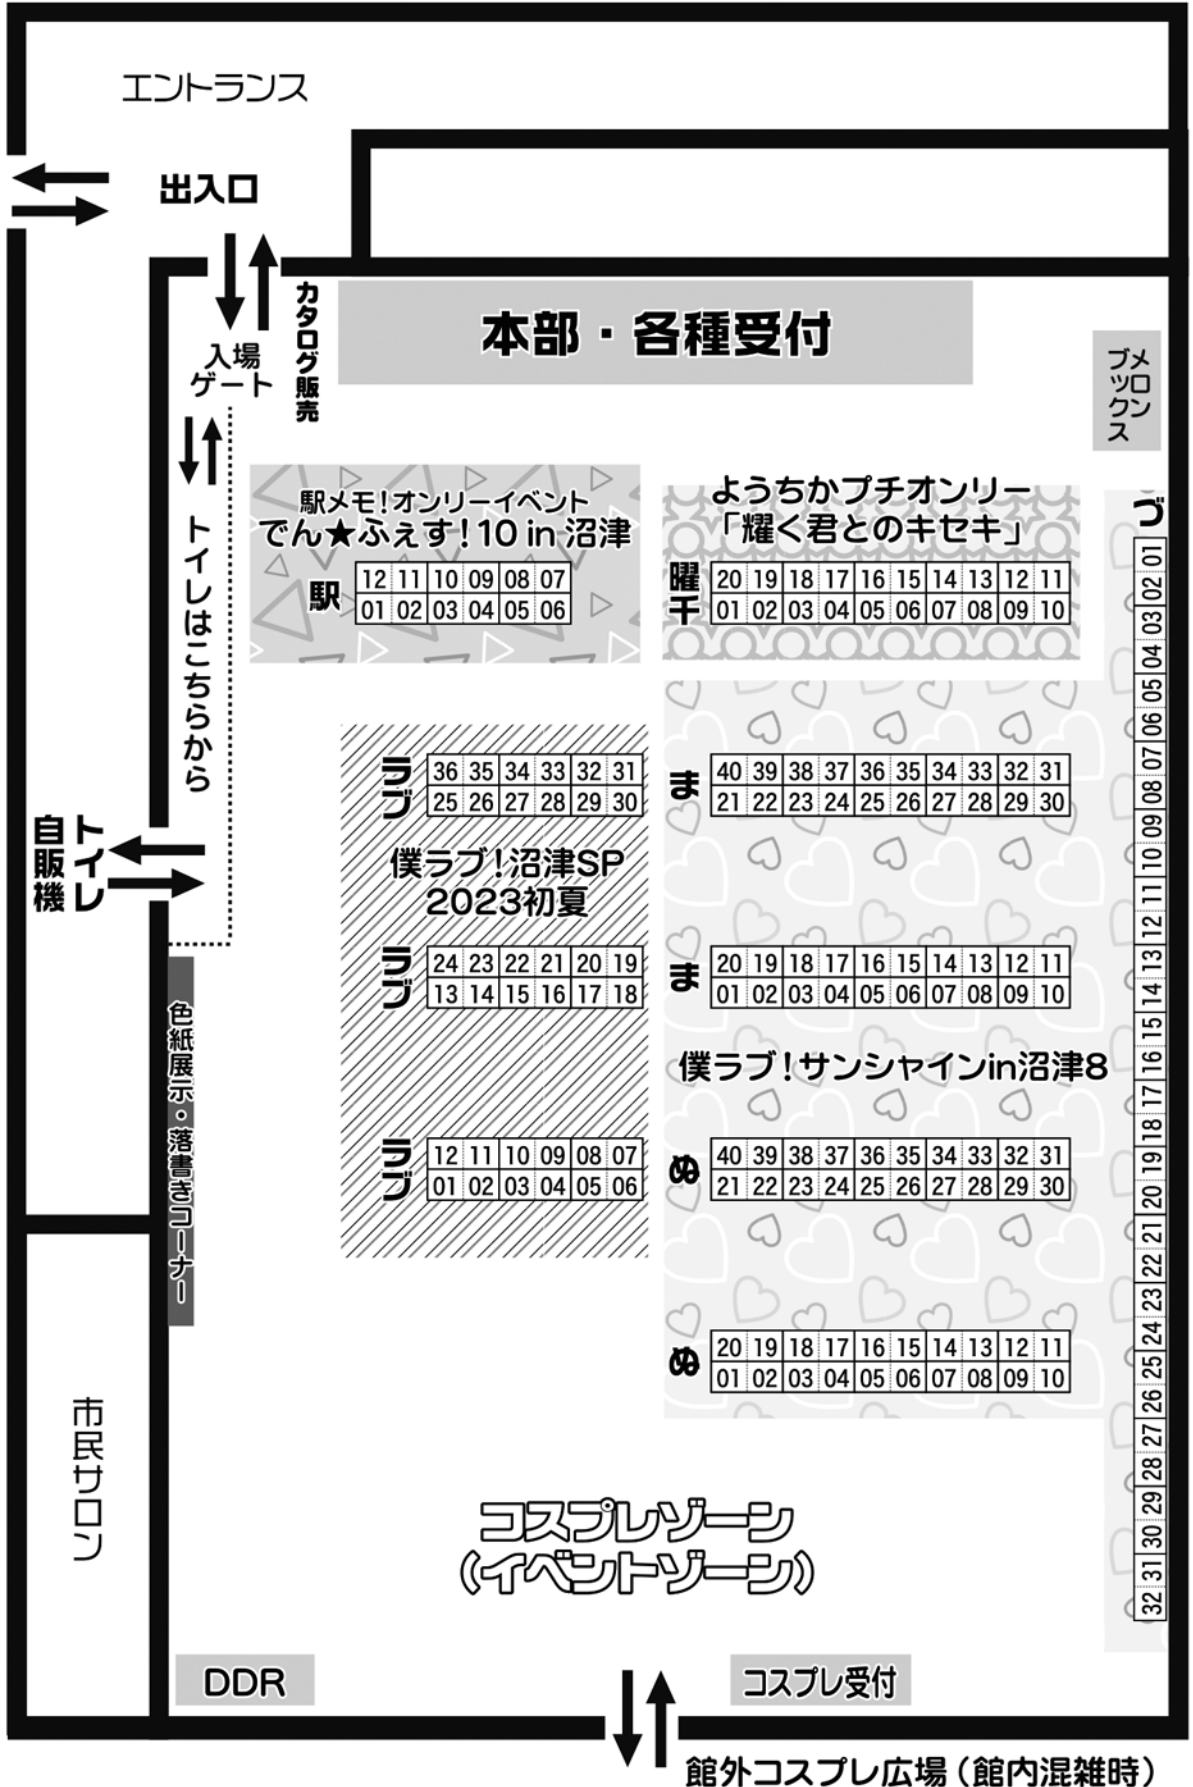 エントランス
出入口
カタログ販売
本部・各種受付
入場
ゲート
メロン
ブックス
トイレはこちらから
駅メモ！オンリーイベント
でん★ふぇす！10 in 沼津
駅
12 11 10 09 08 07
01 02 03 04 05 06
ようちかプチオンリー
「耀く君とのキセキ」
曜千
20 19 18 17 16 15 14 13 12 11
01 02 03 04 05 06 07 08 09 10
づ
01
02
03
04
05
06
07
08
09
10
11
12
13
14
15
16
17
18
19
20
21
22
23
24
25
26
27
28
29
30
31
32
ラブ
36 35 34 33 32 31
25 26 27 28 29 30
僕ラブ！沼津SP
2023初夏
ラブ
24 23 22 21 20 19
13 14 15 16 17 18
ラブ
12 11 10 09 08 07
01 02 03 04 05 06
ま
40 39 38 37 36 35 34 33 32 31
21 22 23 24 25 26 27 28 29 30
ま
20 19 18 17 16 15 14 13 12 11
01 02 03 04 05 06 07 08 09 10
僕ラブ！サンシャインin沼津8
ぬ
40 39 38 37 36 35 34 33 32 31
21 22 23 24 25 26 27 28 29 30
ぬ
20 19 18 17 16 15 14 13 12 11
01 02 03 04 05 06 07 08 09 10
トイレ
自販機
色紙展示・落書きコーナー
市民サロン
コスプレゾーン
（イベントゾーン）
DDR
コスプレ受付
館外コスプレ広場（館内混雑時）